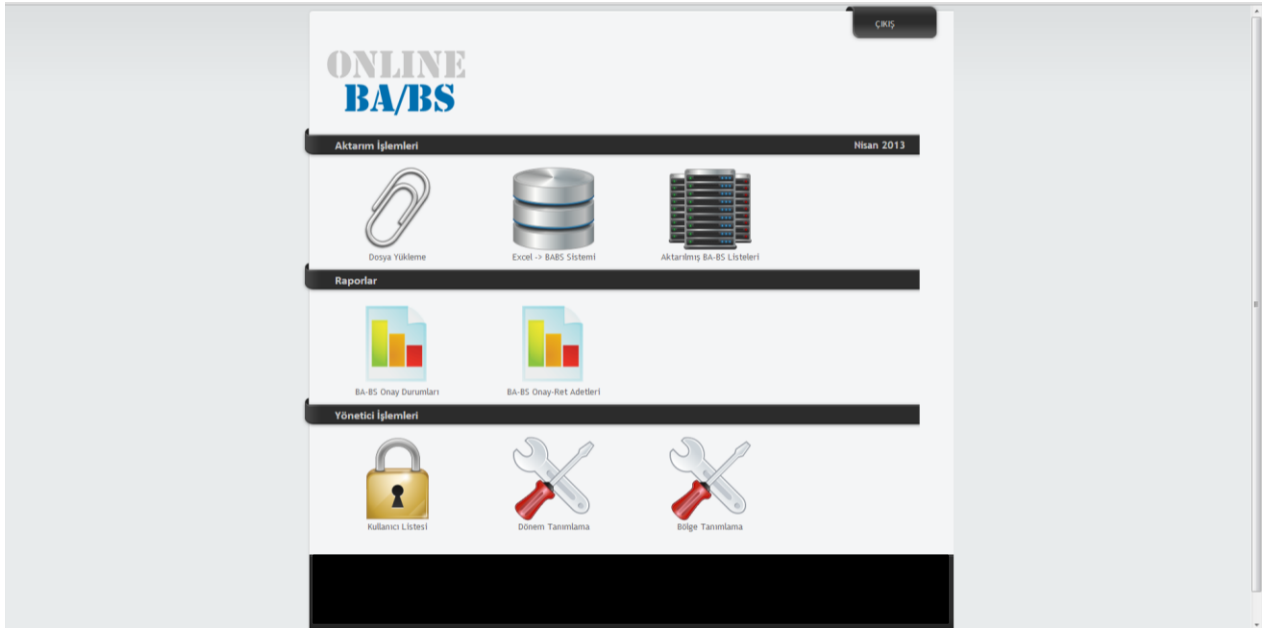 ÇIKIŞ
ONLINE
BA/BS
Aktarım İşlemleri Nisan 2013
Dosya Yükleme Excel -> BABS Sistemi Aktarılmış BA-BS Listeleri
Raporlar
BA-BS Onay Durumları BA-BS Onay-Ret Adetleri
Yönetici İşlemleri
Kullanıcı Listesi Dönem Tanımlama Bölge Tanımlama